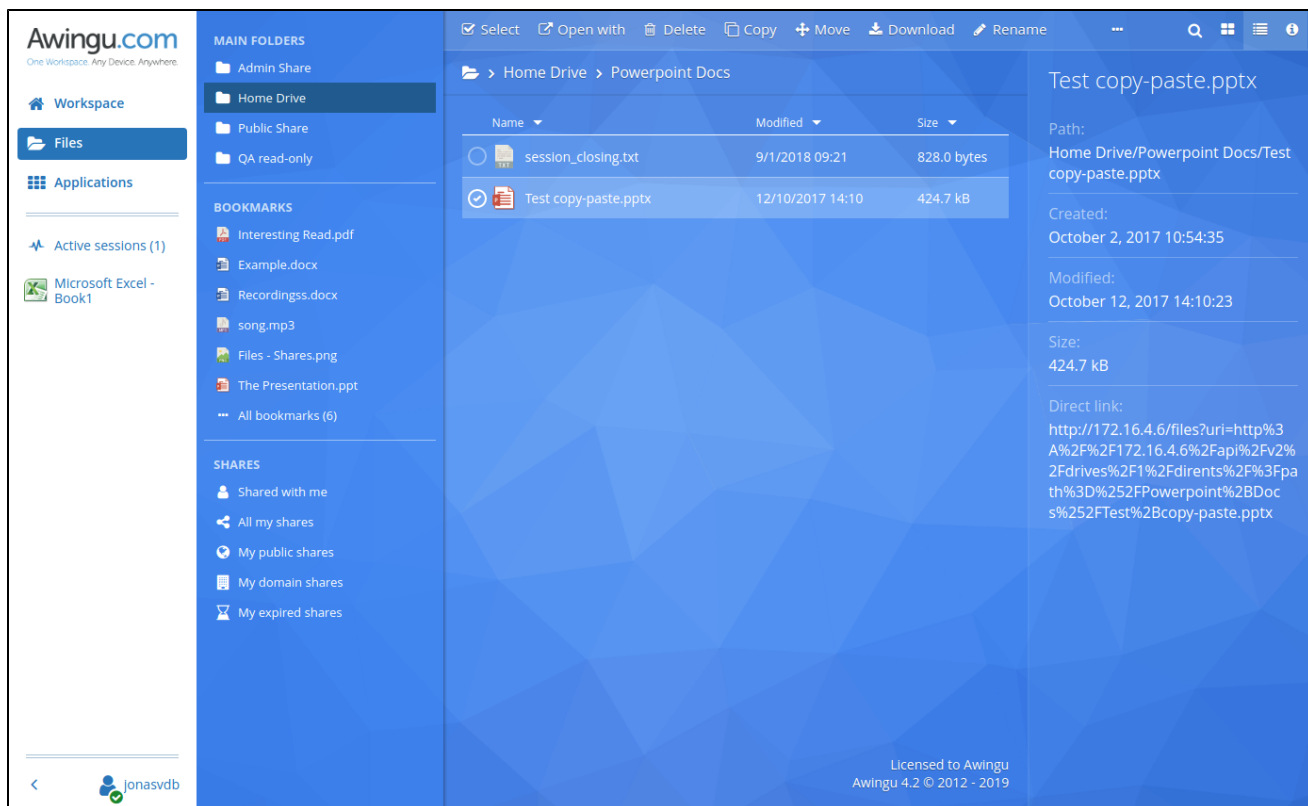 Awingu.com
One Workspace. Any Device. Anywhere.
Workspace
Files
Applications
Active sessions (1)
Microsoft Excel -
Book1
jonasvdb
MAIN FOLDERS
Admin Share
Home Drive
Public Share
QA read-only
BOOKMARKS
Interesting Read.pdf
Example.docx
Recordingss.docx
song.mp3
Files - Shares.png
The Presentation.ppt
All bookmarks (6)
SHARES
Shared with me
All my shares
My public shares
My domain shares
My expired shares
Select Open with Delete Copy Move Download Rename
Home Drive > Powerpoint Docs
Name Modified Size
session_closing.txt 9/1/2018 09:21 828.0 bytes
Test copy-paste.pptx 12/10/2017 14:10 424.7 kB
Licensed to Awingu
Awingu 4.2 © 2012 - 2019
Test copy-paste.pptx
Path:
Home Drive/Powerpoint Docs/Test
copy-paste.pptx
Created:
October 2, 2017 10:54:35
Modified:
October 12, 2017 14:10:23
Size:
424.7 kB
Direct link:
http://172.16.4.6/files?uri=http%3
A%2F%2F172.16.4.6%2Fapi%2Fv2%
2Fdrives%2F1%2Fdirents%2F%3Fpa
th%3D%252FPowerpoint%2BDoc
s%252FTest%2Bcopy-paste.pptx